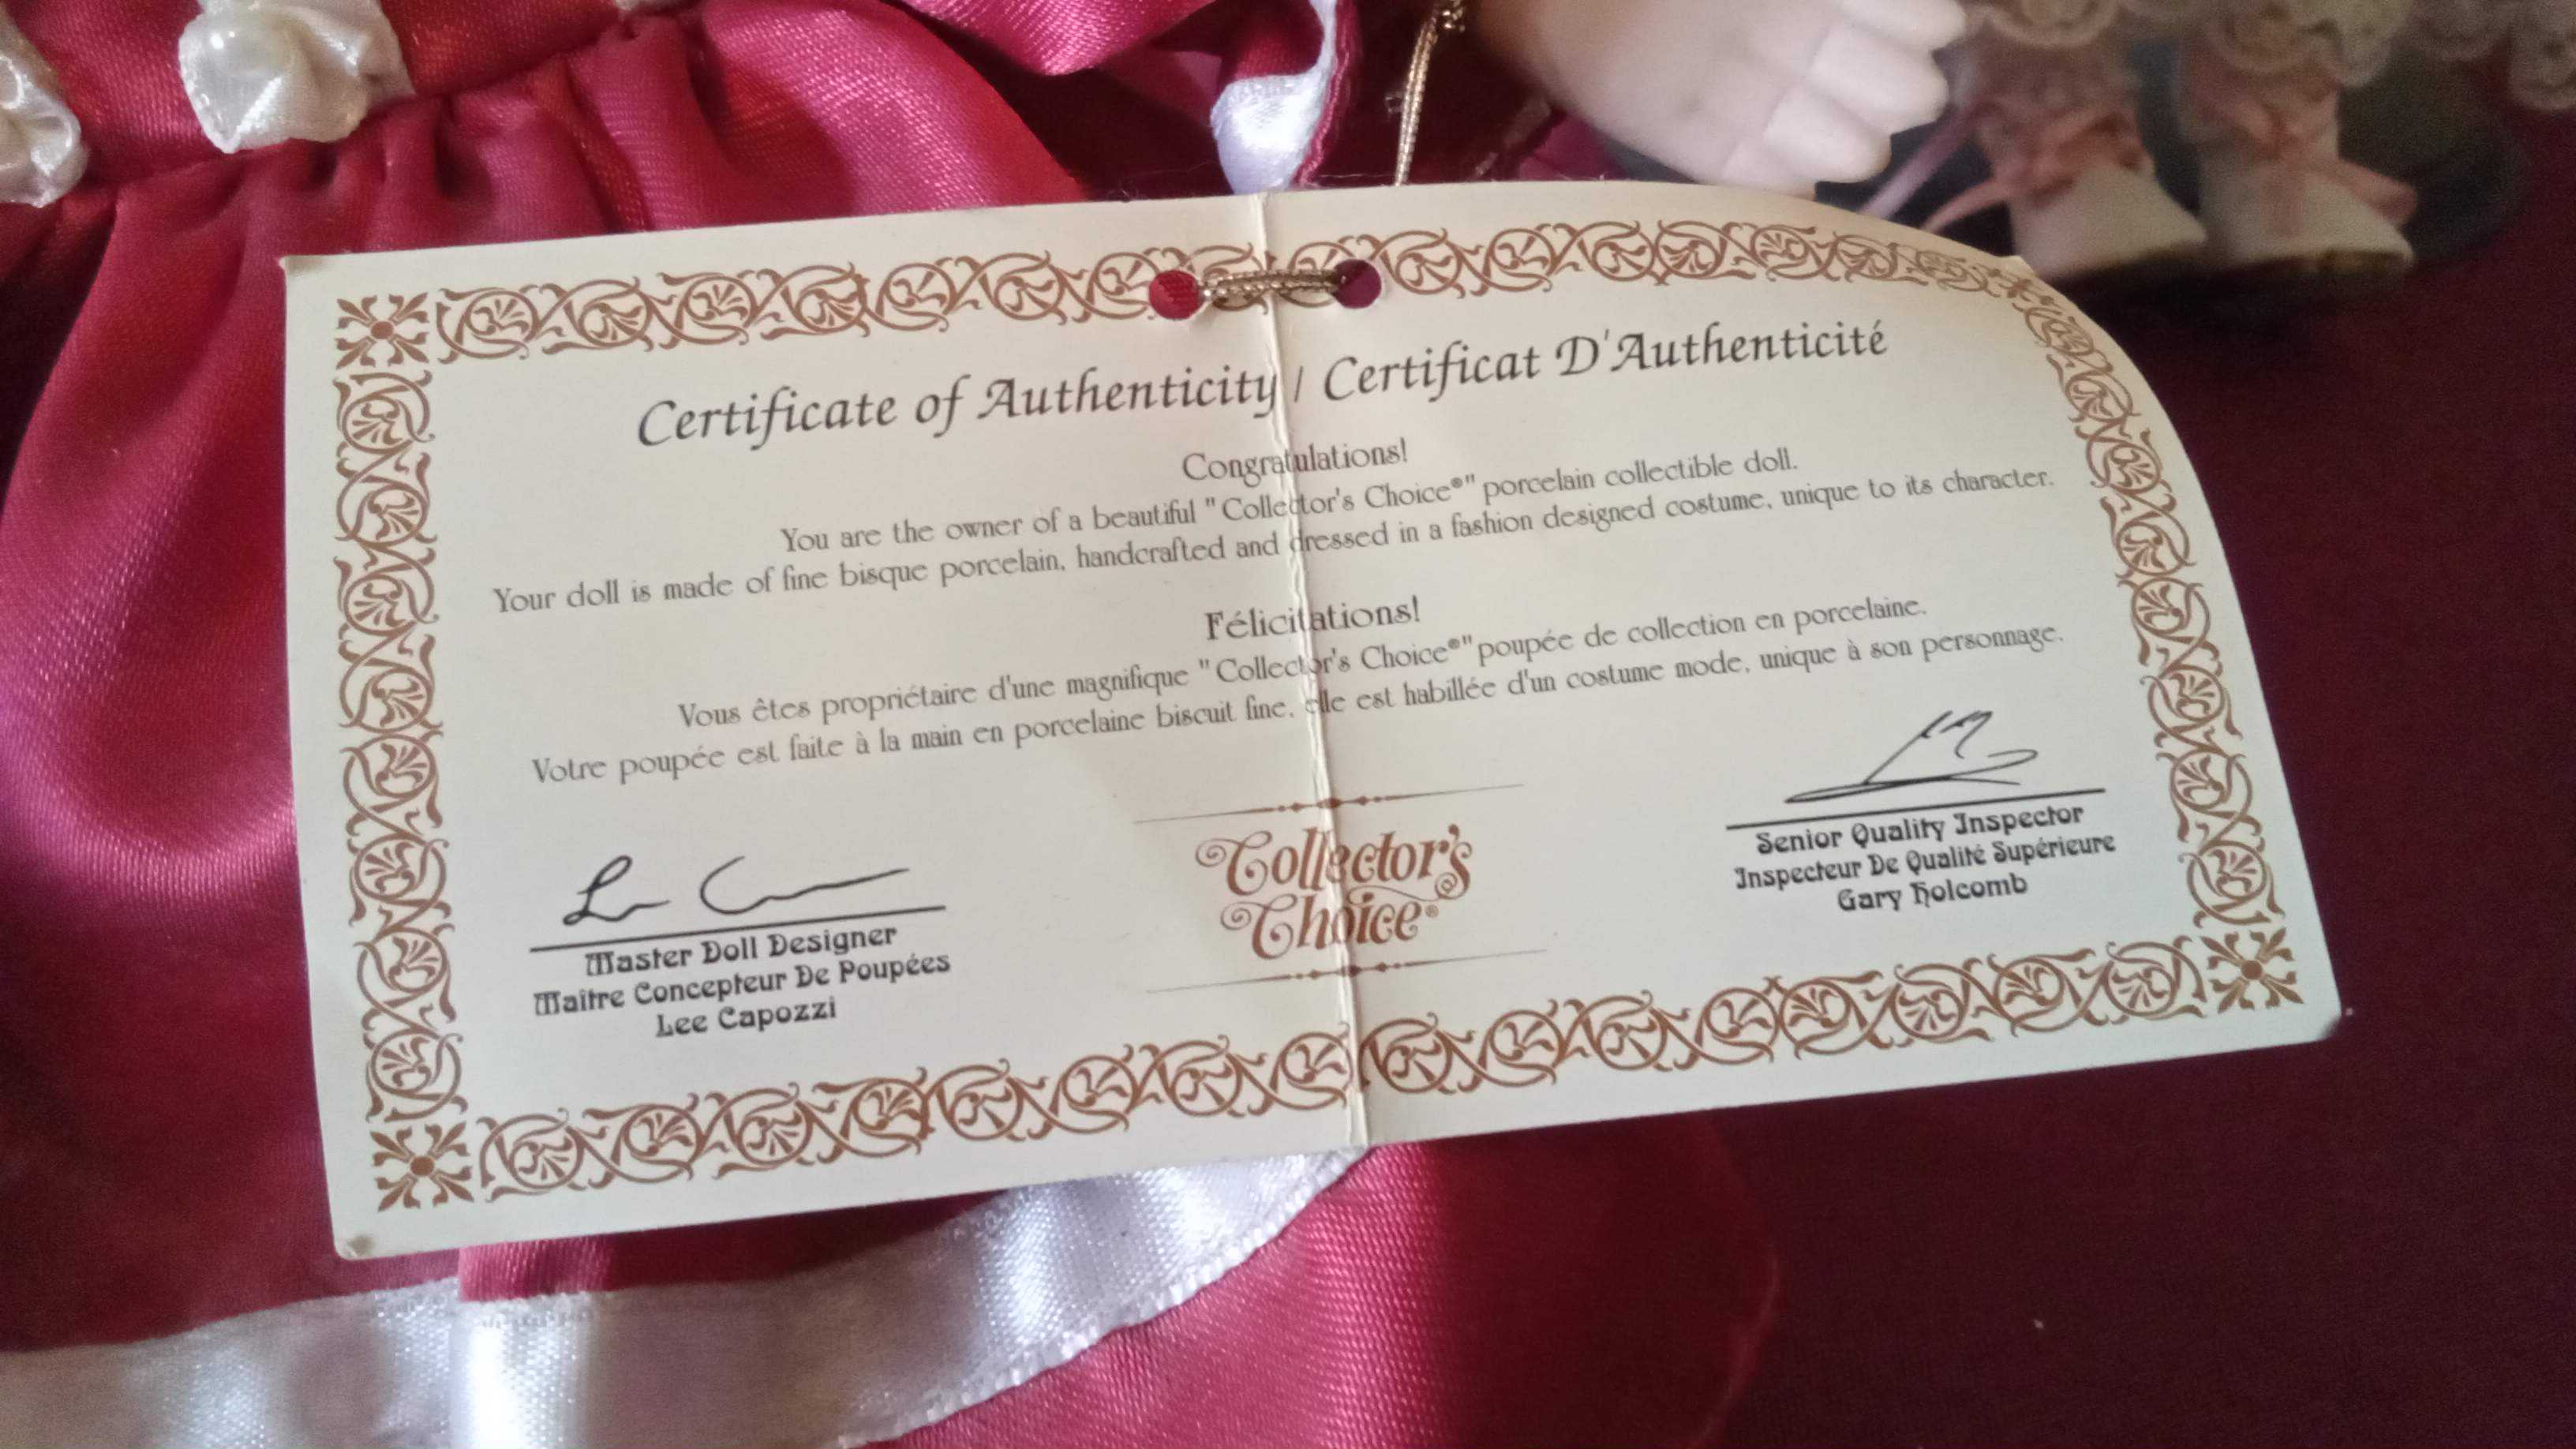 Certificate of Authenticity / Certificat D'Authenticité
Congratulations!
You are the owner of a beautiful "Collector's Choice®" porcelain collectible doll.
Your doll is made of fine bisque porcelain, handcrafted and dressed in a fashion designed costume, unique to its character.
Félicitations!
Vous êtes propriétaire d'une magnifique "Collector's Choice®" poupée de collection en porcelaine.
Votre poupée est faite à la main en porcelaine biscuit fine, elle est habillée d'un costume mode, unique à son personnage.
Master Doll Designer
Maître Concepteur De Poupées
Lee Capozzi
Collector's
Choice®
Senior Quality Inspector
Inspecteur De Qualité Supérieure
Gary Holcomb